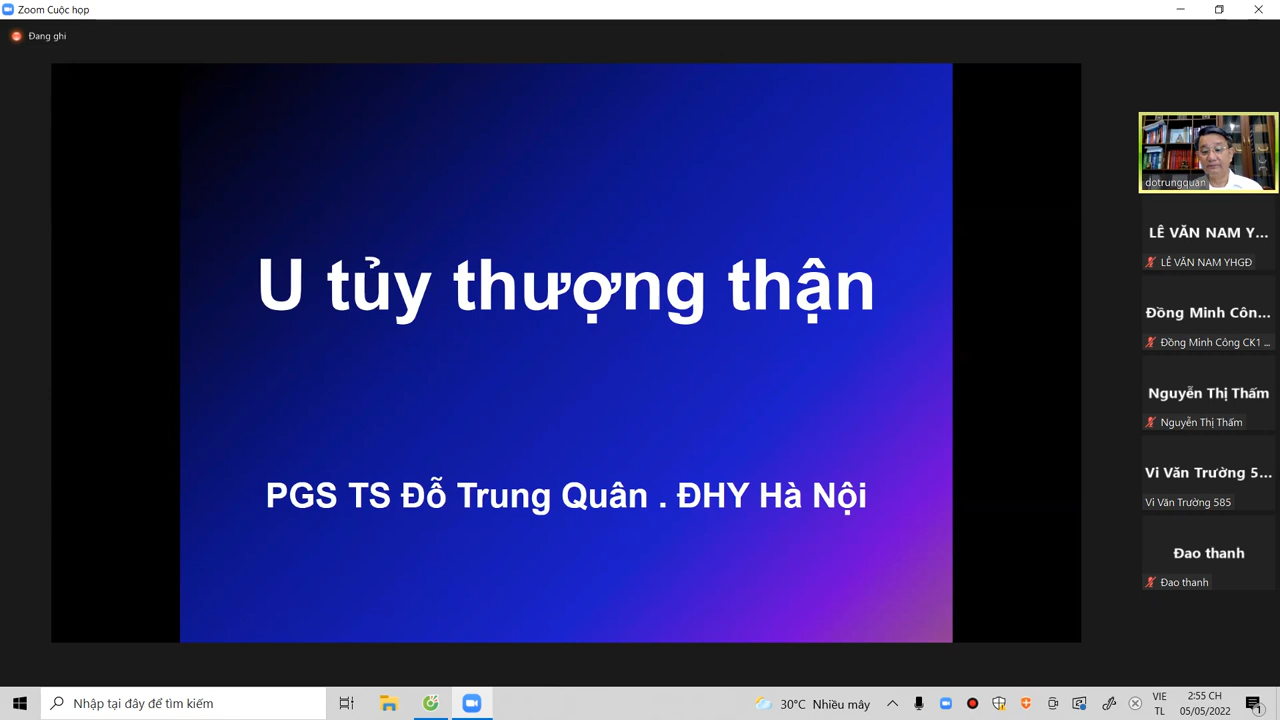 Zoom Cuộc họp
Đang ghi
U tủy thượng thận
PGS TS Đỗ Trung Quân . ĐHY Hà Nội
dotrungquan
LÊ VĂN NAM Y...
LÊ VĂN NAM YHGĐ
Đồng Minh Côn...
Đồng Minh Công CK1 ...
Nguyễn Thị Thấm
Nguyễn Thị Thấm
Vi Văn Trường 5...
Vi Văn Trường 585
Đao thanh
Đao thanh
Nhập tại đây để tìm kiếm
30°C Nhiều mây
VIE
TL
2:55 CH
05/05/2022
1